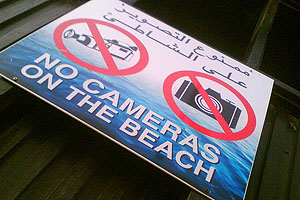 ممنوع التصوير
على الشاطئ
NO CAMERAS
ON THE BEACH